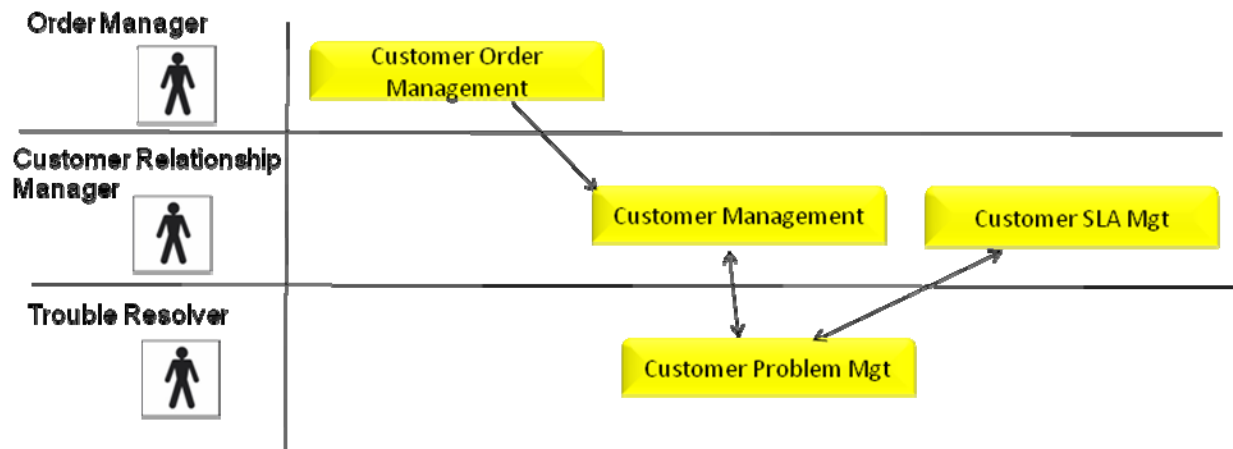 Order Manager
Customer Order
Management
Customer Relationship
Manager
Customer Management
Customer SLA Mgt
Trouble Resolver
Customer Problem Mgt